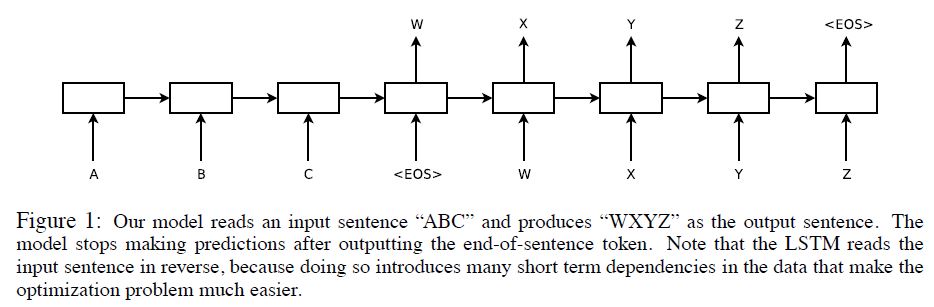 W X Y Z <EOS>
A B C <EOS> W X Y Z
Figure 1: Our model reads an input sentence “ABC” and produces “WXYZ” as the output sentence. The
model stops making predictions after outputting the end-of-sentence token. Note that the LSTM reads the
input sentence in reverse, because doing so introduces many short term dependencies in the data that make the
optimization problem much easier.